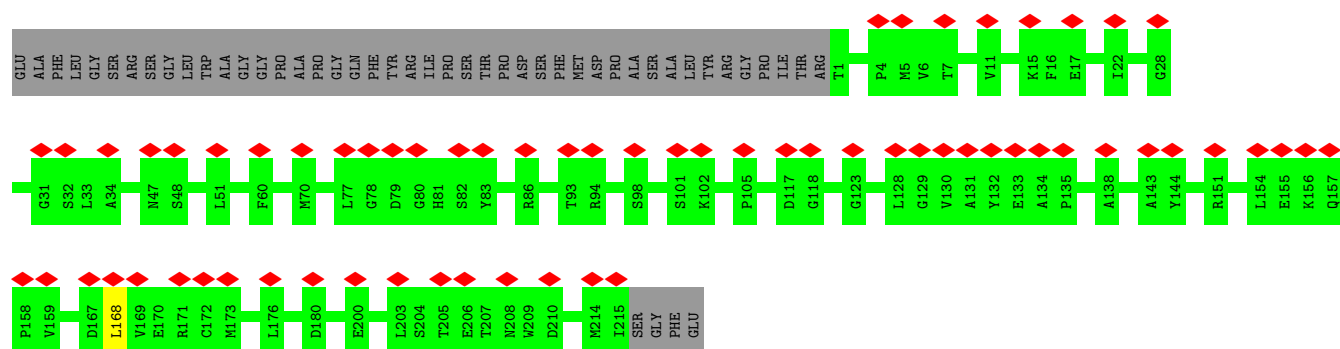 GLU ALA PHE LEU GLY SER ARG SER GLY LEU TRP ALA GLY GLY PRO ALA PRO GLY GLN PHE TYR ARG ILE PRO SER THR PRO ASP SER PHE MET ASP PRO ALA SER ALA LEU TYR ARG GLY PRO ILE THR ARG T1 P4 M5 V6 T7 V11 K15 F16 E17 I22 G28
G31 S32 L33 A34 N47 S48 L51 F60 M70 L77 G78 D79 G80 H81 S82 Y83 R86 T93 R94 S98 S101 K102 P105 D117 G118 G123 L128 G129 V130 A131 Y132 E133 A134 P135 A138 A143 Y144 R151 L154 E155 K156 Q157
P158 V159 D167 L168 V169 E170 R171 C172 M173 L176 D180 E200 L203 S204 T205 E206 T207 N208 W209 D210 M214 I215 SER GLY PHE GLU